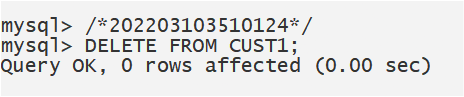 mysql> /*202203103510124*/
mysql> DELETE FROM CUST1;
Query OK, 0 rows affected (0.00 sec)